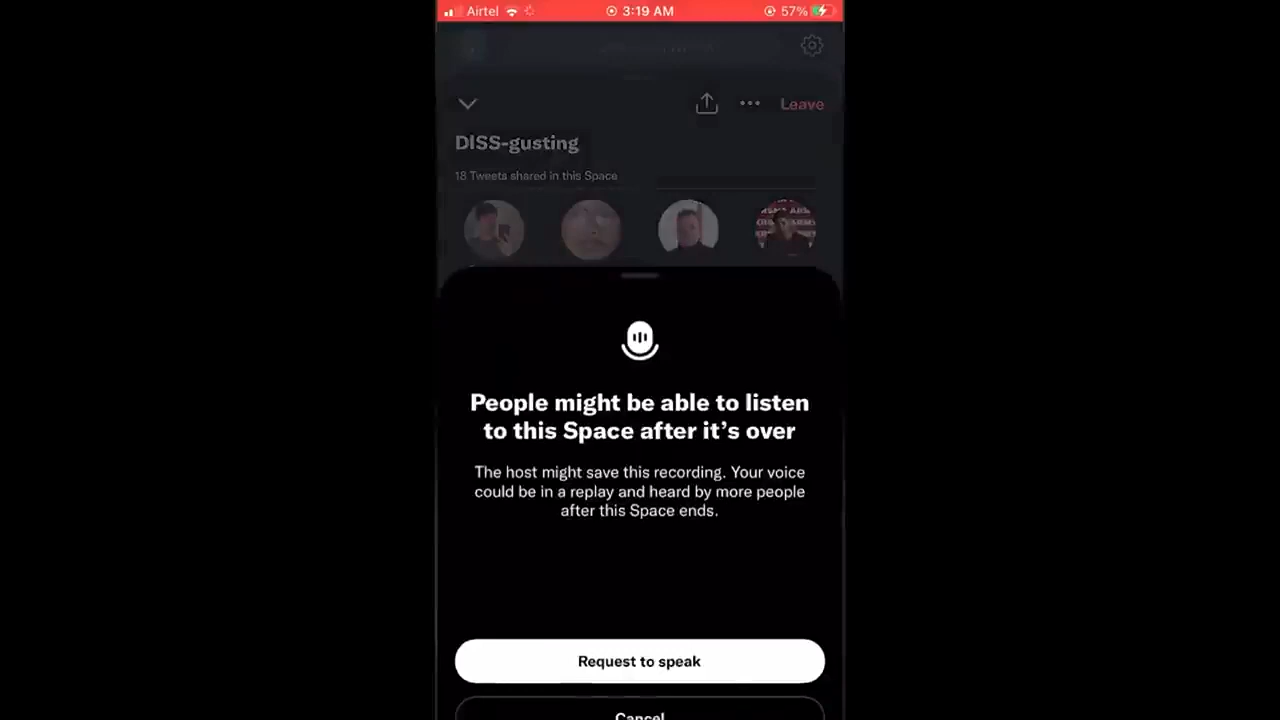 Airtel 3:19 AM 57%
Leave
DISS-gusting
18 Tweets shared in this Space
People might be able to listen
to this Space after it's over
The host might save this recording. Your voice
could be in a replay and heard by more people
after this Space ends.
Request to speak
Cancel